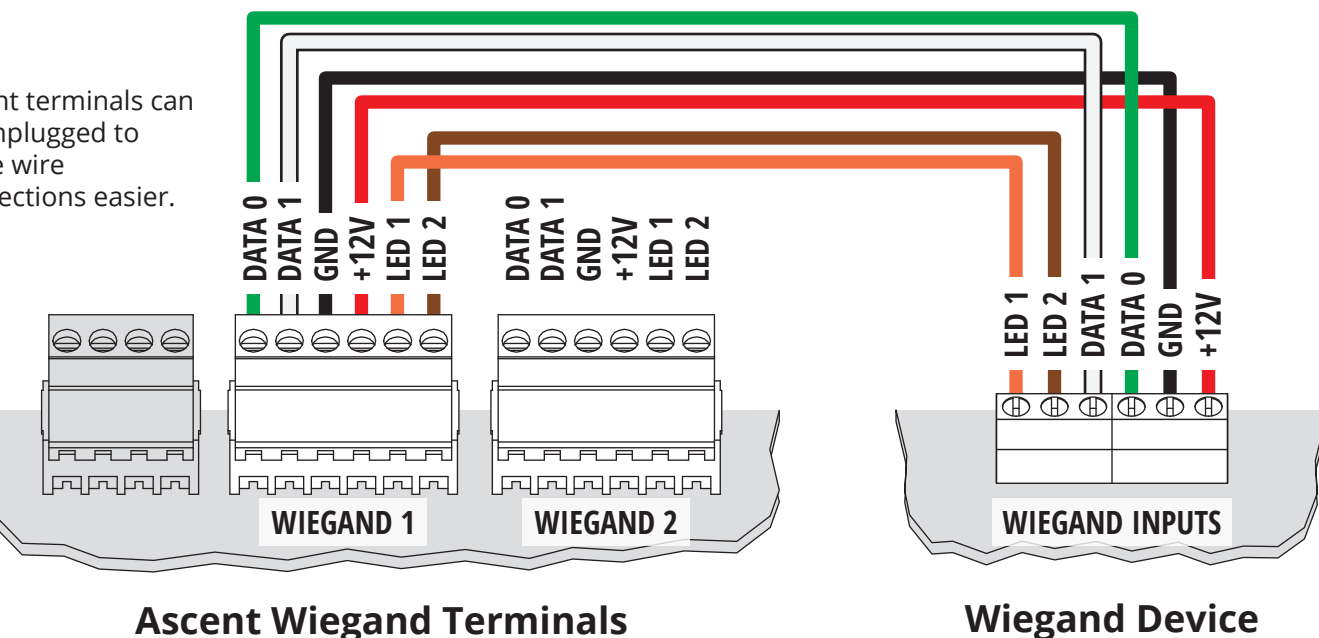 nt terminals can
nplugged to
e wire
ections easier.
DATA 0
DATA 1
GND
+12V
LED 1
LED 2
DATA 0
DATA 1
GND
+12V
LED 1
LED 2
LED 1
LED 2
DATA 1
DATA 0
GND
+12V
WIEGAND 1
WIEGAND 2
WIEGAND INPUTS
Ascent Wiegand Terminals
Wiegand Device